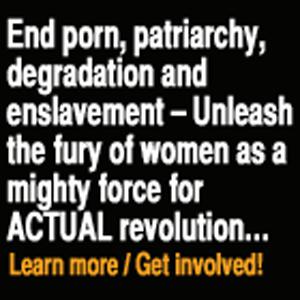 End porn, patriarchy,
degradation and
enslavement – Unleash
the fury of women as a
mighty force for
ACTUAL revolution...
Learn more / Get involved!